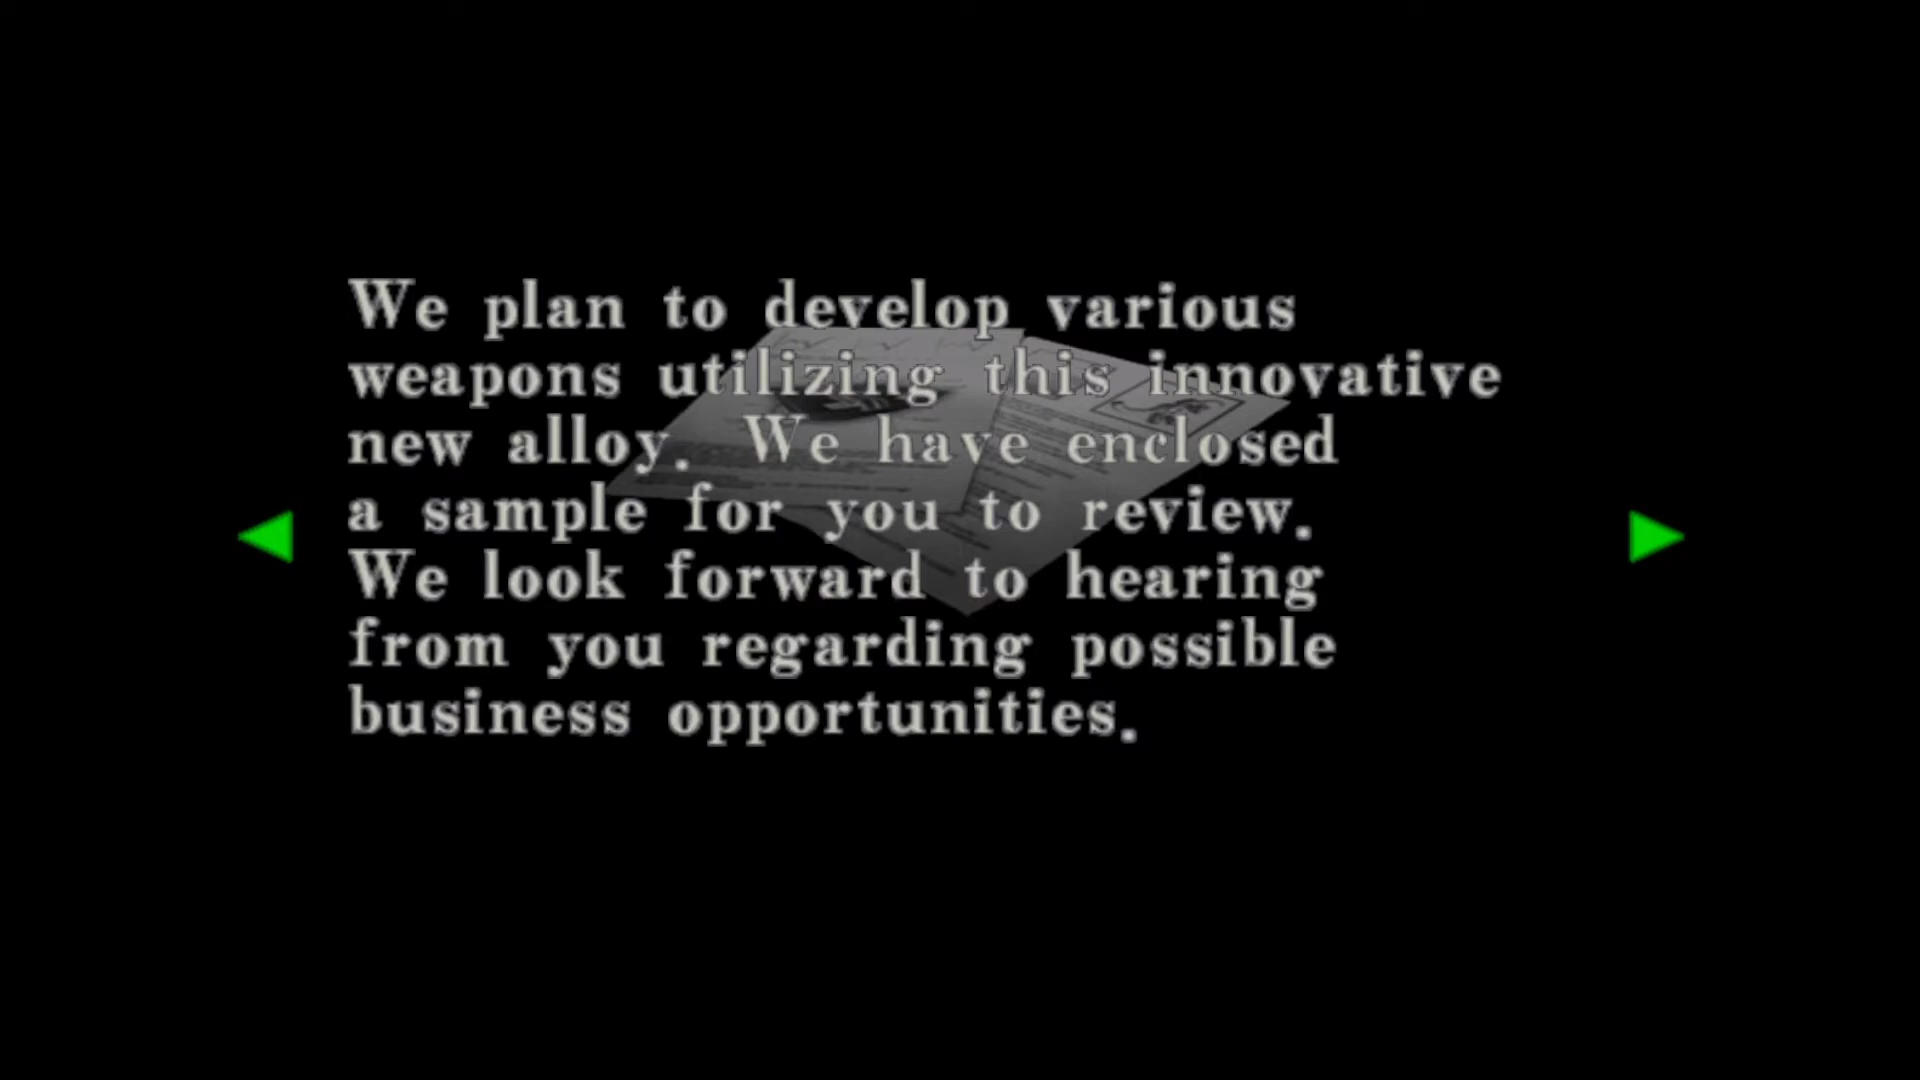 We plan to develop various
weapons utilizing this innovative
new alloy. We have enclosed
a sample for you to review.
We look forward to hearing
from you regarding possible
business opportunities.